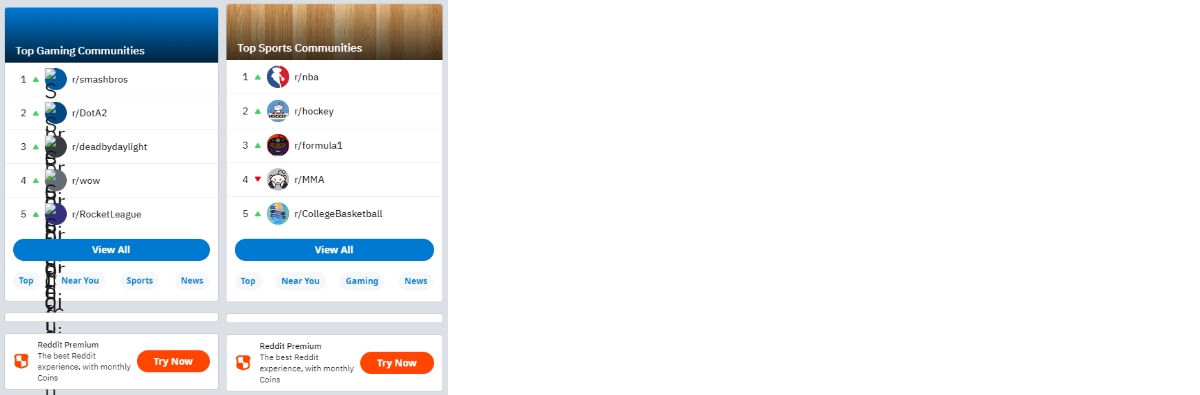 Top Gaming Communities
1 r/smashbros
2 r/DotA2
3 r/deadbydaylight
4 r/wow
5 r/RocketLeague
View All
Top Near You Sports News
Reddit Premium
The best Reddit
experience, with monthly
Coins
Try Now
Top Sports Communities
1 r/nba
2 r/hockey
3 r/formula1
4 r/MMA
5 r/CollegeBasketball
View All
Top Near You Gaming News
Reddit Premium
The best Reddit
experience, with monthly
Coins
Try Now